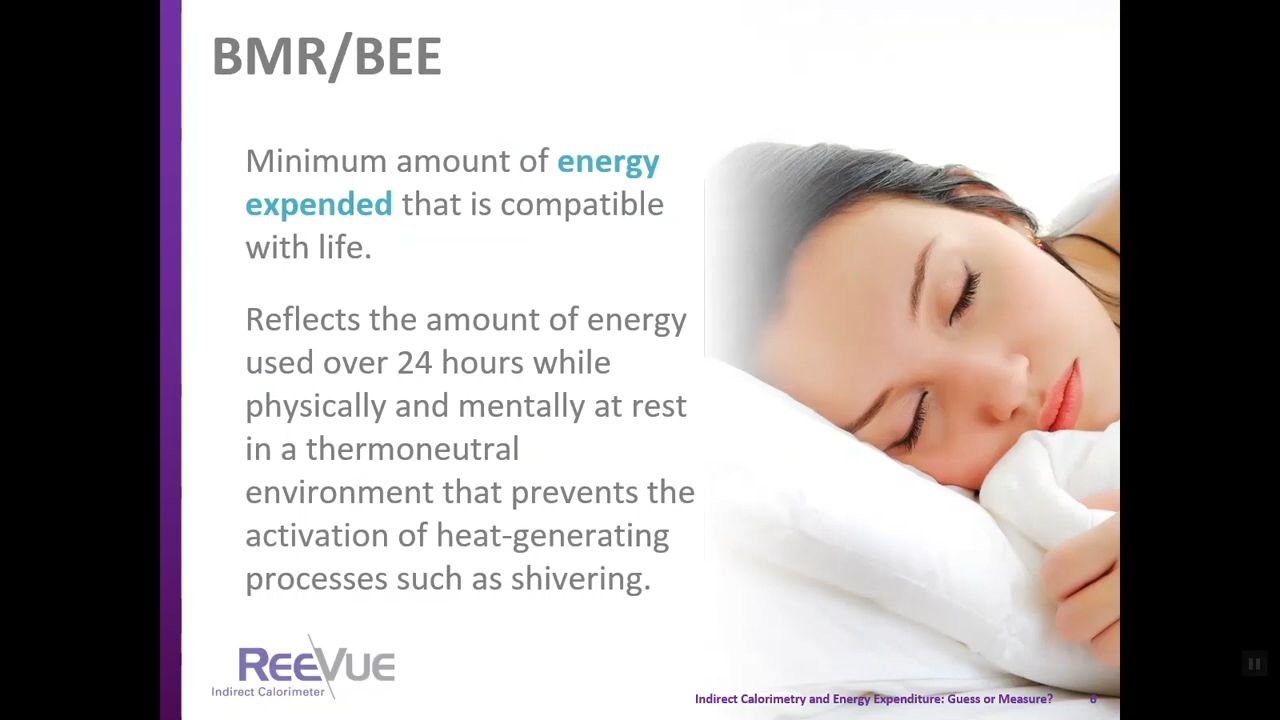 BMR/BEE
Minimum amount of energy
expended that is compatible
with life.
Reflects the amount of energy
used over 24 hours while
physically and mentally at rest
in a thermoneutral
environment that prevents the
activation of heat-generating
processes such as shivering.
REEVUE
Indirect Calorimeter
Indirect Calorimetry and Energy Expenditure: Guess or Measure? 6